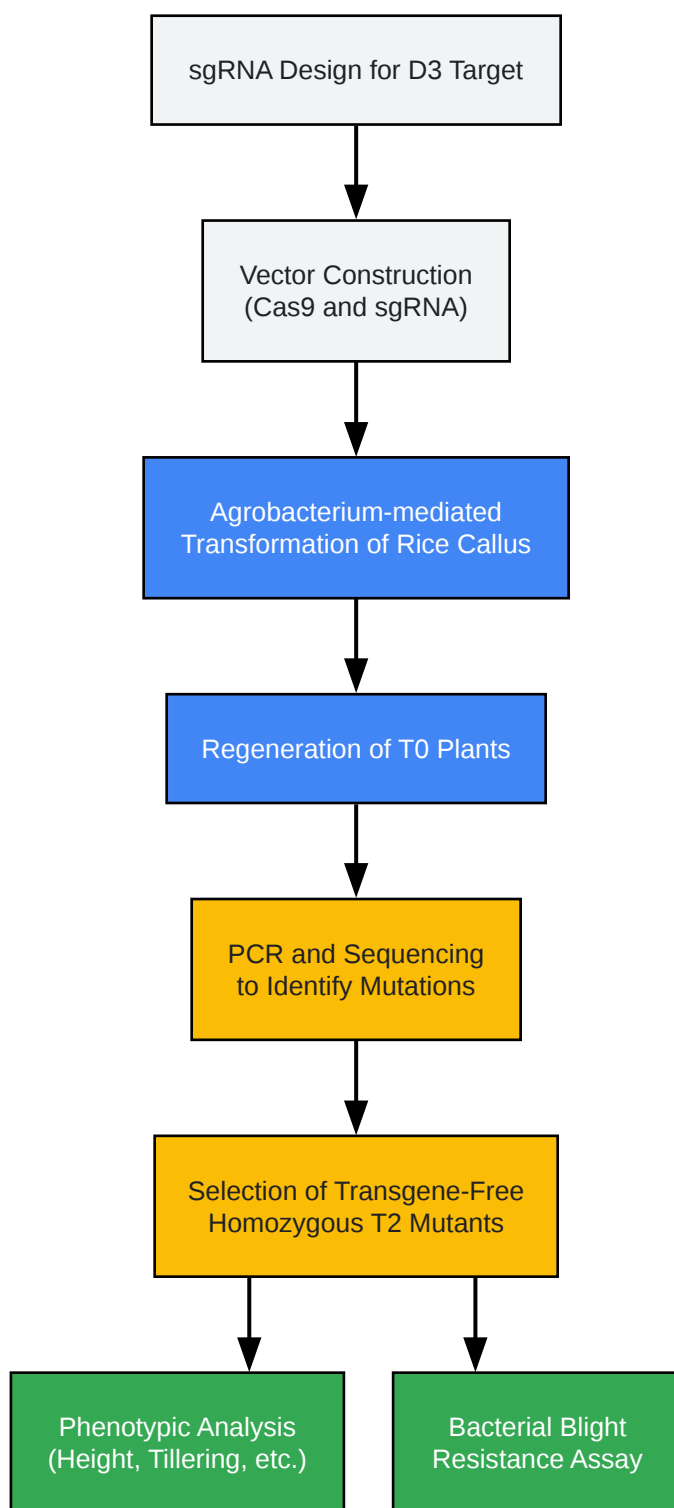 sgRNA Design for D3 Target
Vector Construction
(Cas9 and sgRNA)
Agrobacterium-mediated
Transformation of Rice Callus
Regeneration of T0 Plants
PCR and Sequencing
to Identify Mutations
Selection of Transgene-Free
Homozygous T2 Mutants
Phenotypic Analysis
(Height, Tillering, etc.)
Bacterial Blight
Resistance Assay